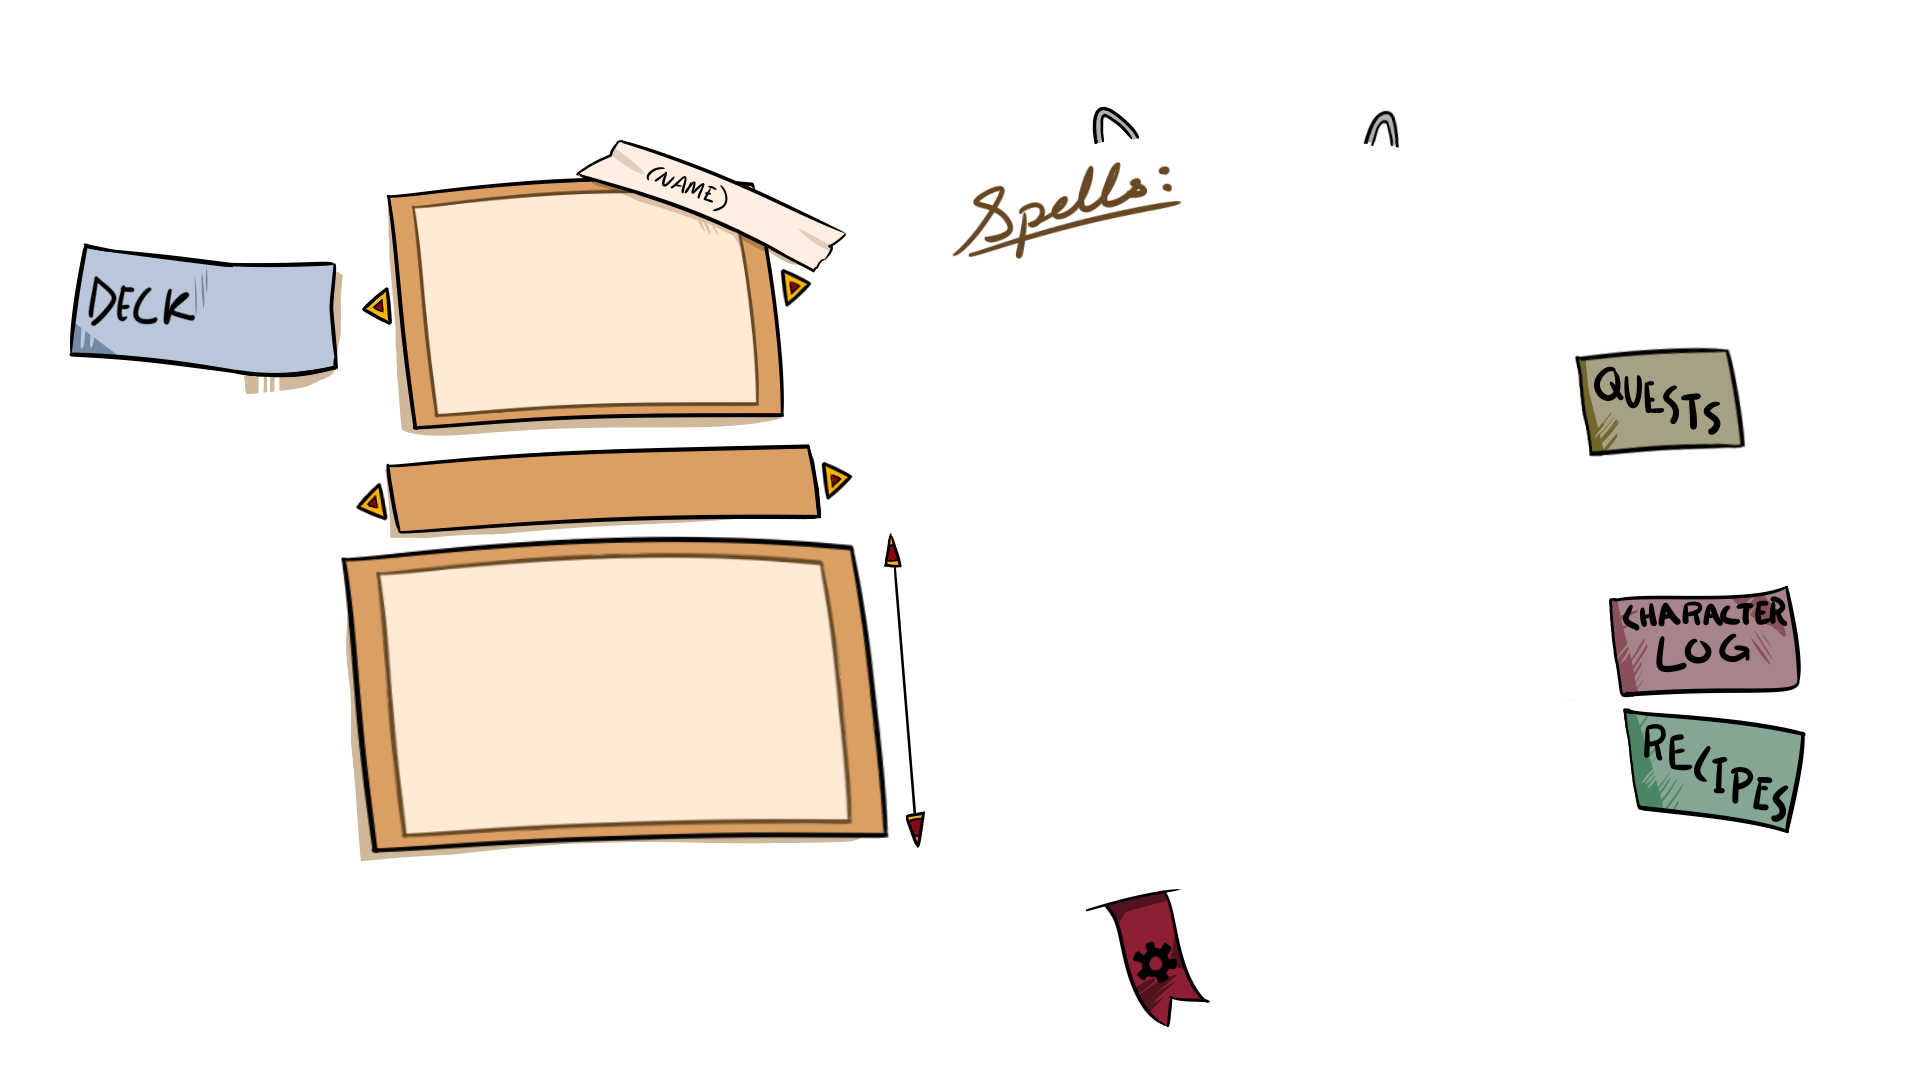 (NAME)
Spells:
DECK
QUESTS
CHARACTER
LOG
RECIPES